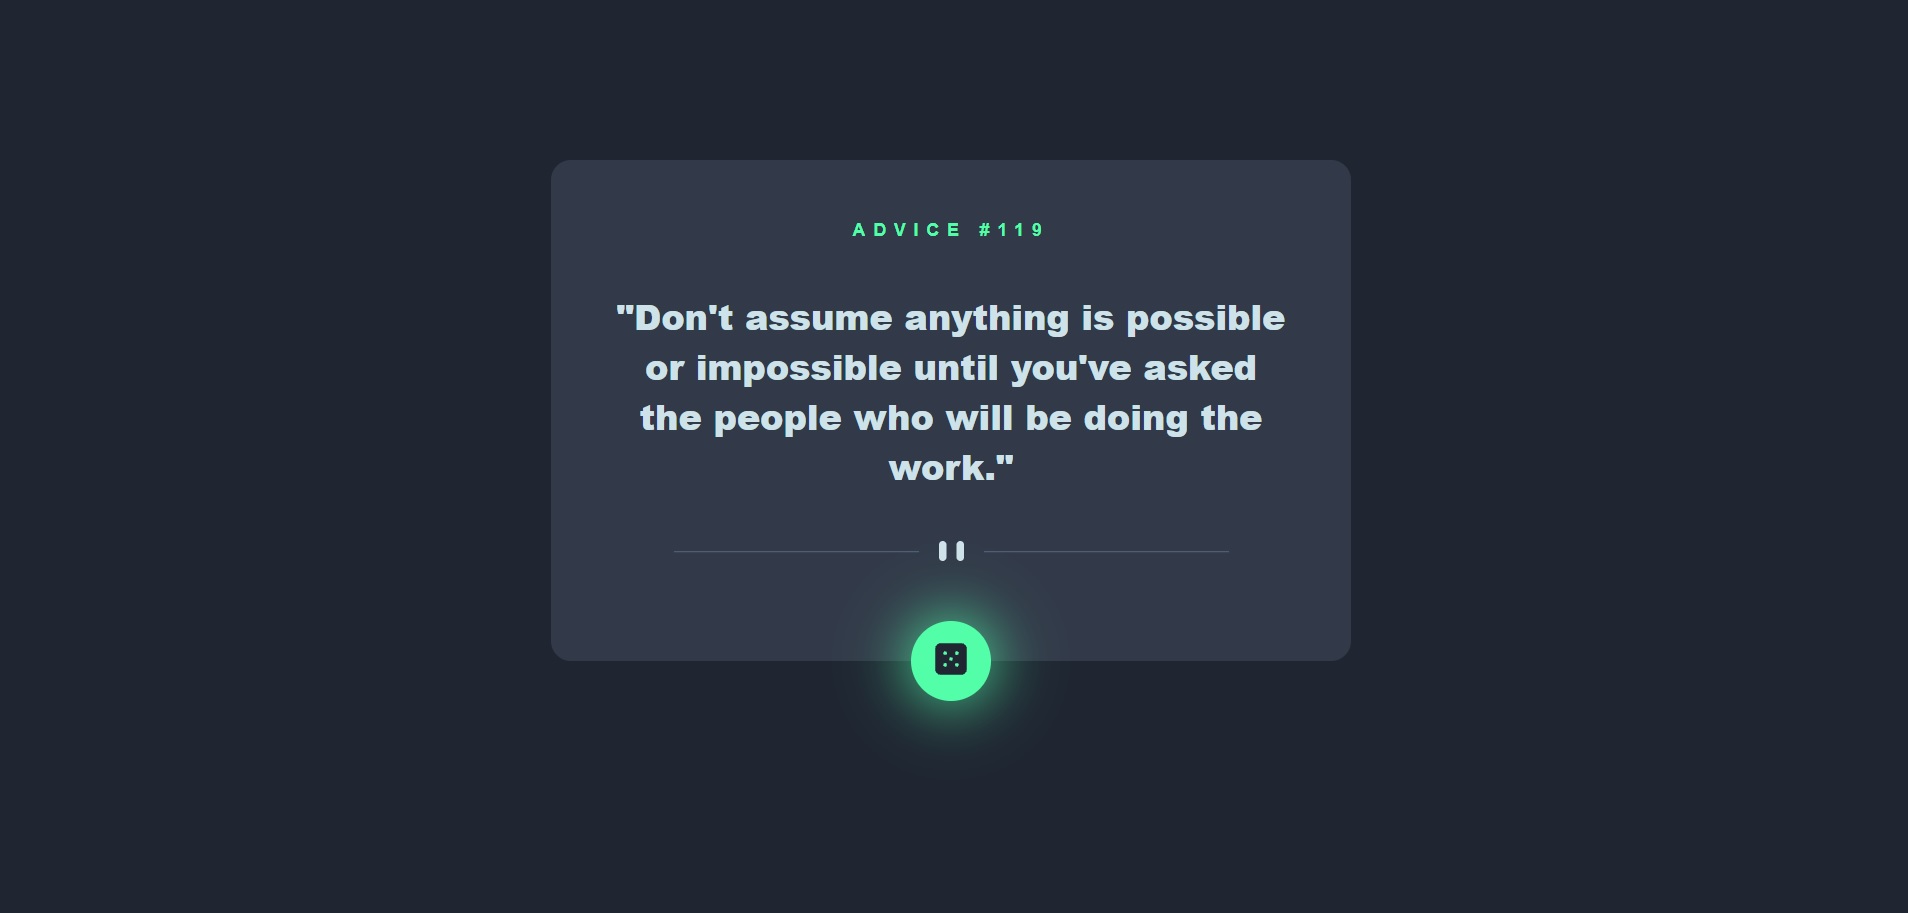 ADVICE #119
"Don't assume anything is possible
or impossible until you've asked
the people who will be doing the
work."